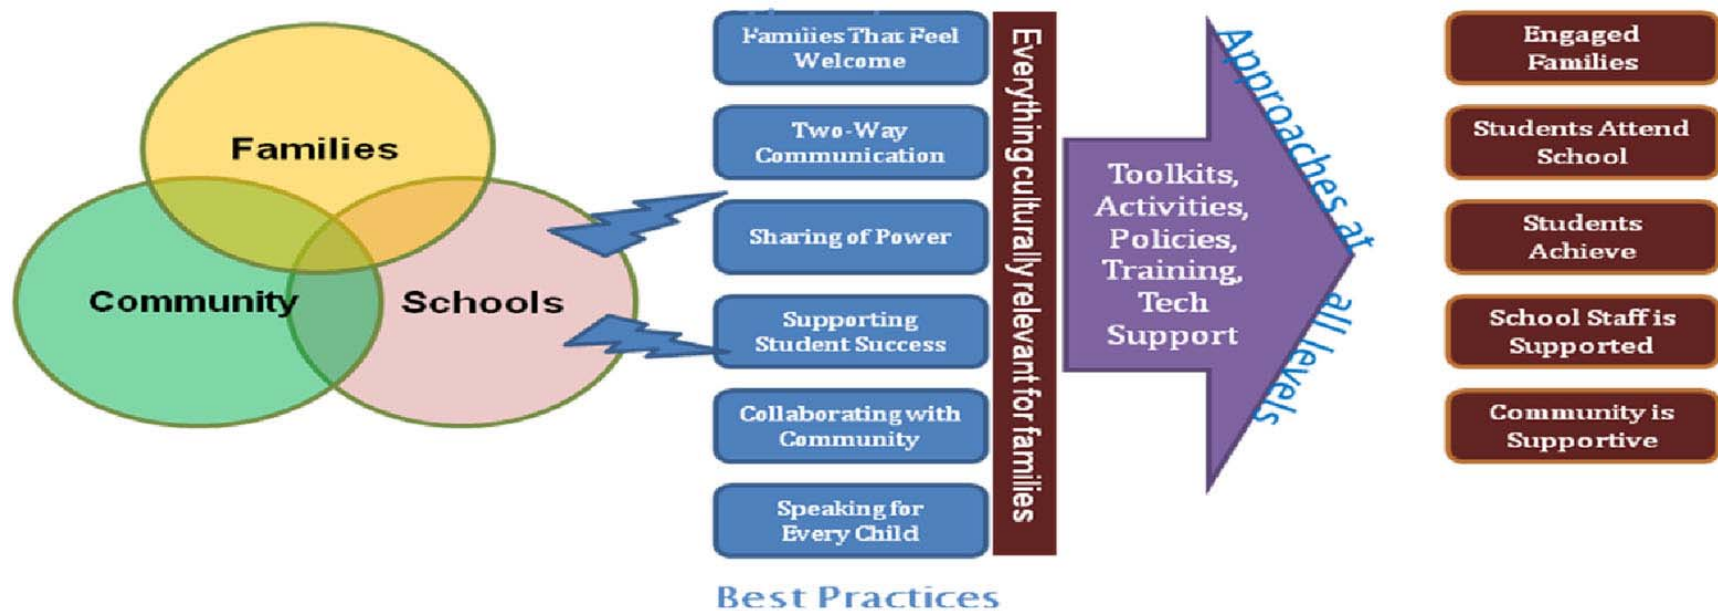 Families
Community
Schools
Families That Feel
Welcome
Two-Way
Communication
Sharing of Power
Supporting
Student Success
Collaborating with
Community
Speaking for
Every Child
Best Practices
Everything culturally relevant for families
Toolkits,
Activities,
Policies,
Training,
Tech
Support
Approaches at all levels
Engaged
Families
Students Attend
School
Students
Achieve
School Staff is
Supported
Community is
Supportive